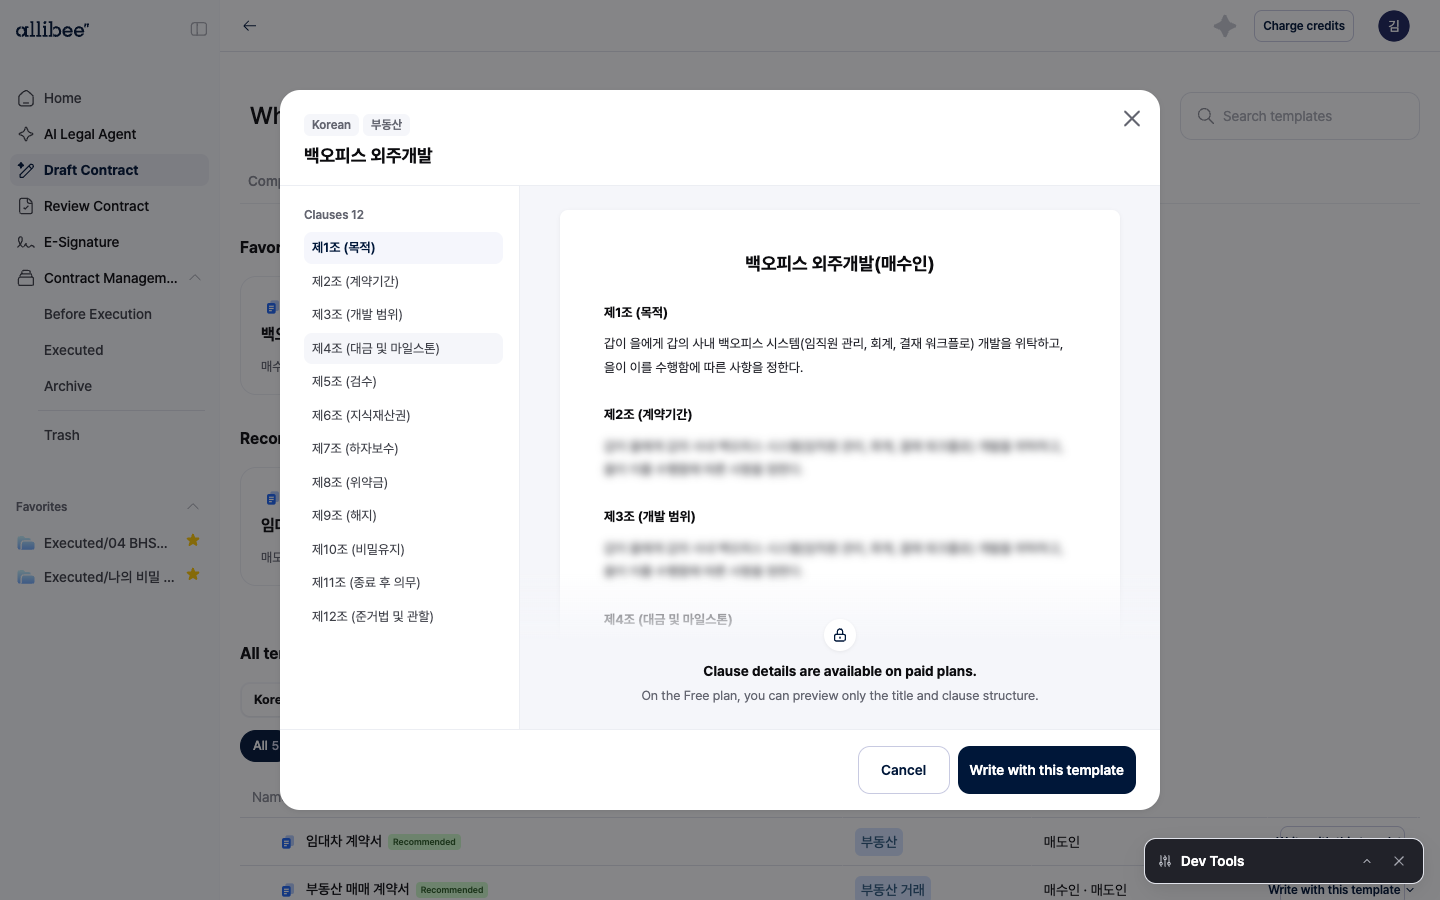 allibee
Charge credits
김
Home
AI Legal Agent
Draft Contract
Review Contract
E-Signature
Contract Managem...
Before Execution
Executed
Archive
Trash
Favorites
Executed/04 BHS...
Executed/나의 비밀 ...
Search templates
All 5
Korean
부동산
백오피스 외주개발
Clauses 12
제1조 (목적)
제2조 (계약기간)
제3조 (개발 범위)
제4조 (대금 및 마일스톤)
제5조 (검수)
제6조 (지식재산권)
제7조 (하자보수)
제8조 (위약금)
제9조 (해지)
제10조 (비밀유지)
제11조 (종료 후 의무)
제12조 (준거법 및 관할)
백오피스 외주개발(매수인)
제1조 (목적)
갑이 을에게 갑의 사내 백오피스 시스템(임직원 관리, 회계, 결재 워크플로) 개발을 위탁하고,
을이 이를 수행함에 따른 사항을 정한다.
제2조 (계약기간)
제3조 (개발 범위)
제4조 (대금 및 마일스톤)
Clause details are available on paid plans.
On the Free plan, you can preview only the title and clause structure.
Cancel
Write with this template
임대차 계약서
Recommended
부동산
매도인
부동산 매매 계약서
Recommended
부동산 거래
매수인 · 매도인
Write with this template
Dev Tools